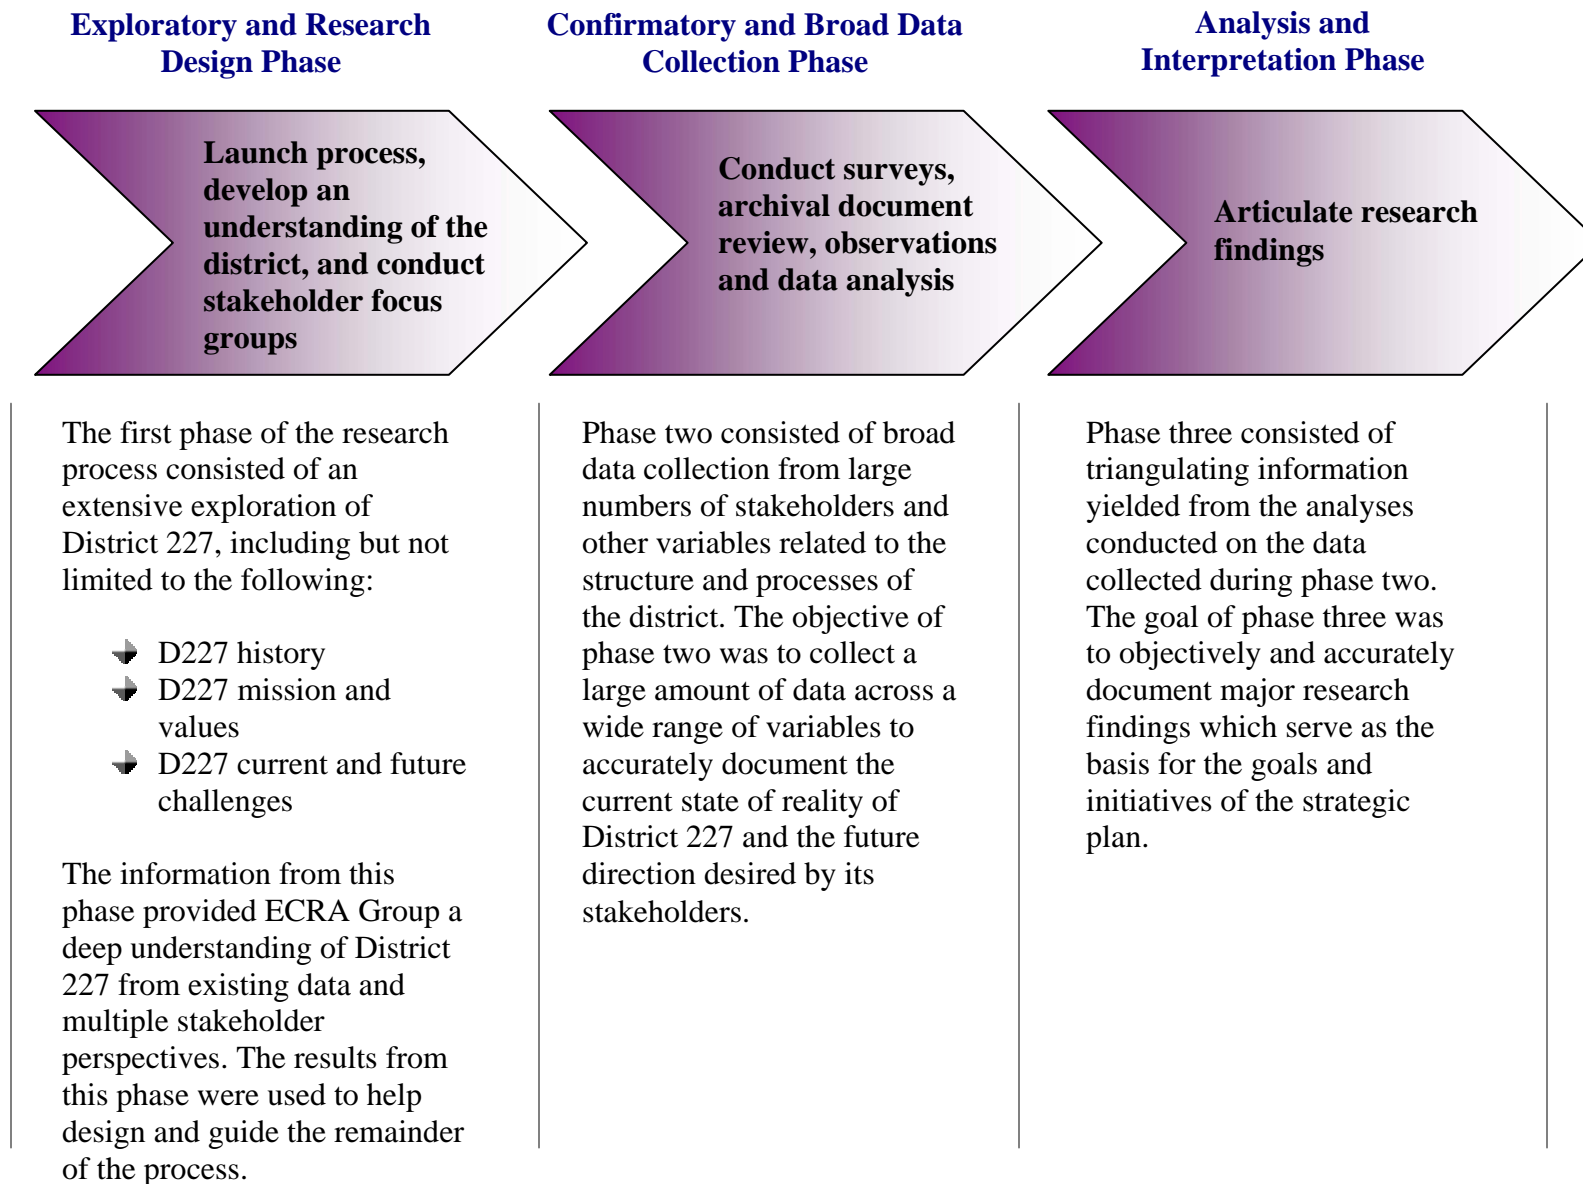 Exploratory and Research
Design Phase
Confirmatory and Broad Data
Collection Phase
Analysis and
Interpretation Phase
Launch process,
develop an
understanding of the
district, and conduct
stakeholder focus
groups
Conduct surveys,
archival document
review, observations
and data analysis
Articulate research
findings
The first phase of the research
process consisted of an
extensive exploration of
District 227, including but not
limited to the following:
D227 history
D227 mission and
values
D227 current and future
challenges
The information from this
phase provided ECRA Group a
deep understanding of District
227 from existing data and
multiple stakeholder
perspectives. The results from
this phase were used to help
design and guide the remainder
of the process.
Phase two consisted of broad
data collection from large
numbers of stakeholders and
other variables related to the
structure and processes of
the district. The objective of
phase two was to collect a
large amount of data across a
wide range of variables to
accurately document the
current state of reality of
District 227 and the future
direction desired by its
stakeholders.
Phase three consisted of
triangulating information
yielded from the analyses
conducted on the data
collected during phase two.
The goal of phase three was
to objectively and accurately
document major research
findings which serve as the
basis for the goals and
initiatives of the strategic
plan.